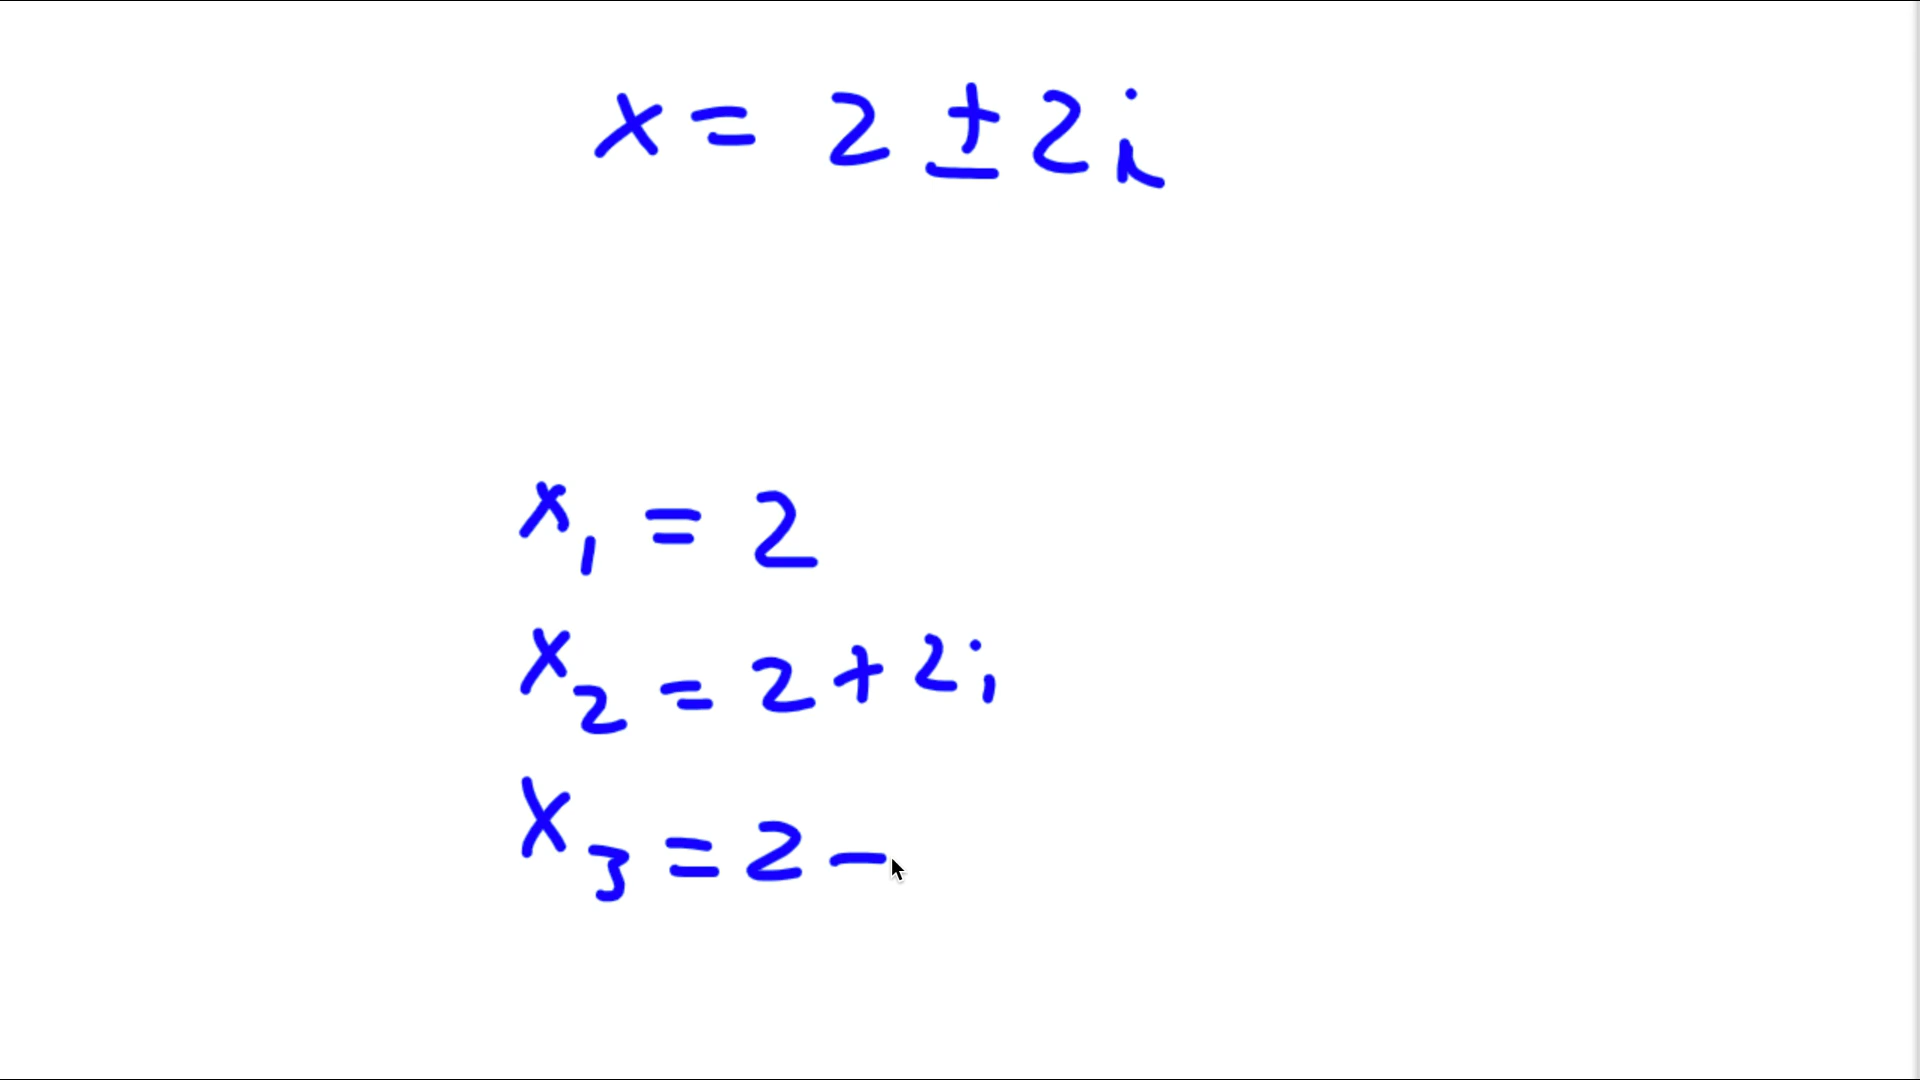 x = 2 ± 2i
x₁ = 2
x₂ = 2 + 2i
x₃ = 2 −